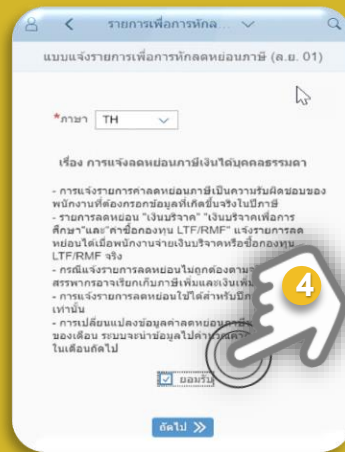 รายการเพื่อการหักล...
แบบแจ้งรายการเพื่อการหักลดหย่อนภาษี (ล.ย. 01)
*ภาษา TH
เรื่อง การแจ้งลดหย่อนภาษีเงินได้บุคคลธรรมดา
- การแจ้งรายการค่าลดหย่อนภาษีเป็นความรับผิดชอบของ
พนักงานที่ต้องกรอกข้อมูลที่เกิดขึ้นจริงในปีภาษี
- รายการลดหย่อน "เงินบริจาค" "เงินบริจาคเพื่อการ
ศึกษา"และ"ค่าซื้อกองทุน LTF/RMF" แจ้งรายการลด
หย่อนได้เมื่อพนักงานจ่ายเงินบริจาคหรือซื้อกองทุน
LTF/RMF จริง
- กรณีแจ้งรายการลดหย่อนไม่ถูกต้องตาม
สรรพากรอาจเรียกเก็บภาษีเพิ่มและเงินเพิ่ม
- การแจ้งรายการลดหย่อนใช้ได้สำหรับปี
เท่านั้น
- การเปลี่ยนแปลงข้อมูลค่าลดหย่อนภาษี
ของเดือน ระบบจะนำข้อมูลไปคำนวณ
ในเดือนถัดไป
4
ยอมรับ
ถัดไป